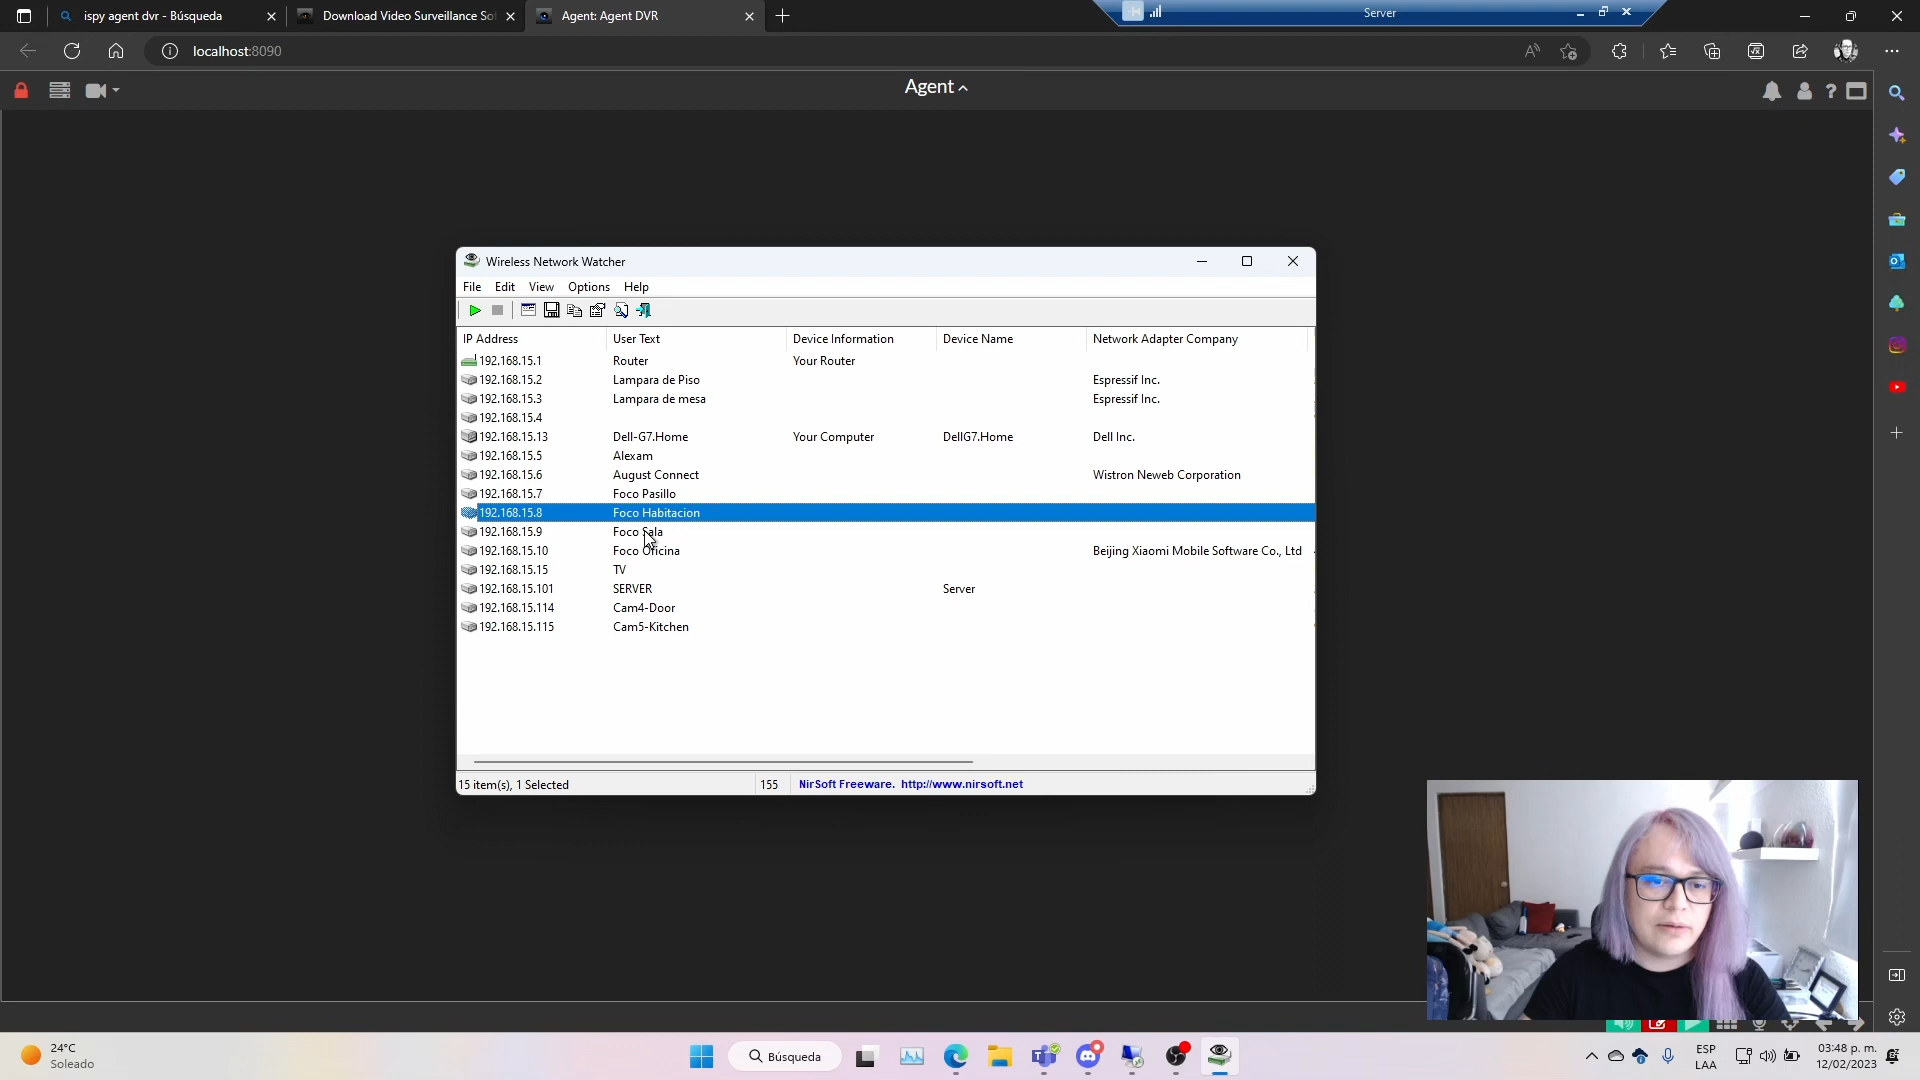 ispy agent dvr - Búsqueda
Download Video Surveillance So
Agent: Agent DVR
Server
localhost:8090
Agent
Wireless Network Watcher
File Edit View Options Help
IP Address User Text Device Information Device Name Network Adapter Company
192.168.15.1 Router Your Router
192.168.15.2 Lampara de Piso Espressif Inc.
192.168.15.3 Lampara de mesa Espressif Inc.
192.168.15.4
192.168.15.13 Dell-G7.Home Your Computer DellG7.Home Dell Inc.
192.168.15.5 Alexam
192.168.15.6 August Connect Wistron Neweb Corporation
192.168.15.7 Foco Pasillo
192.168.15.8 Foco Habitacion
192.168.15.9 Foco Sala
192.168.15.10 Foco Oficina Beijing Xiaomi Mobile Software Co., Ltd
192.168.15.15 TV
192.168.15.101 SERVER Server
192.168.15.114 Cam4-Door
192.168.15.115 Cam5-Kitchen
15 item(s), 1 Selected 155 NirSoft Freeware. http://www.nirsoft.net
24°C
Soleado
Búsqueda
ESP
LAA
03:48 p. m.
12/02/2023